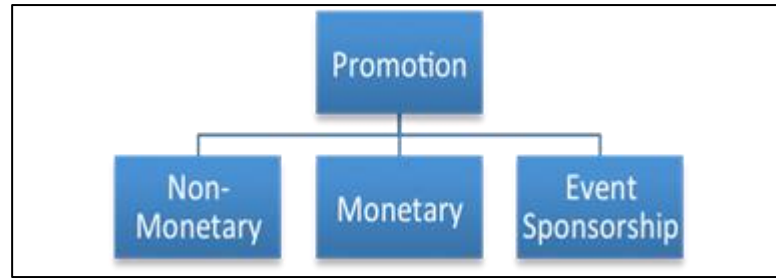 Promotion
Non-
Monetary
Monetary
Event
Sponsorship